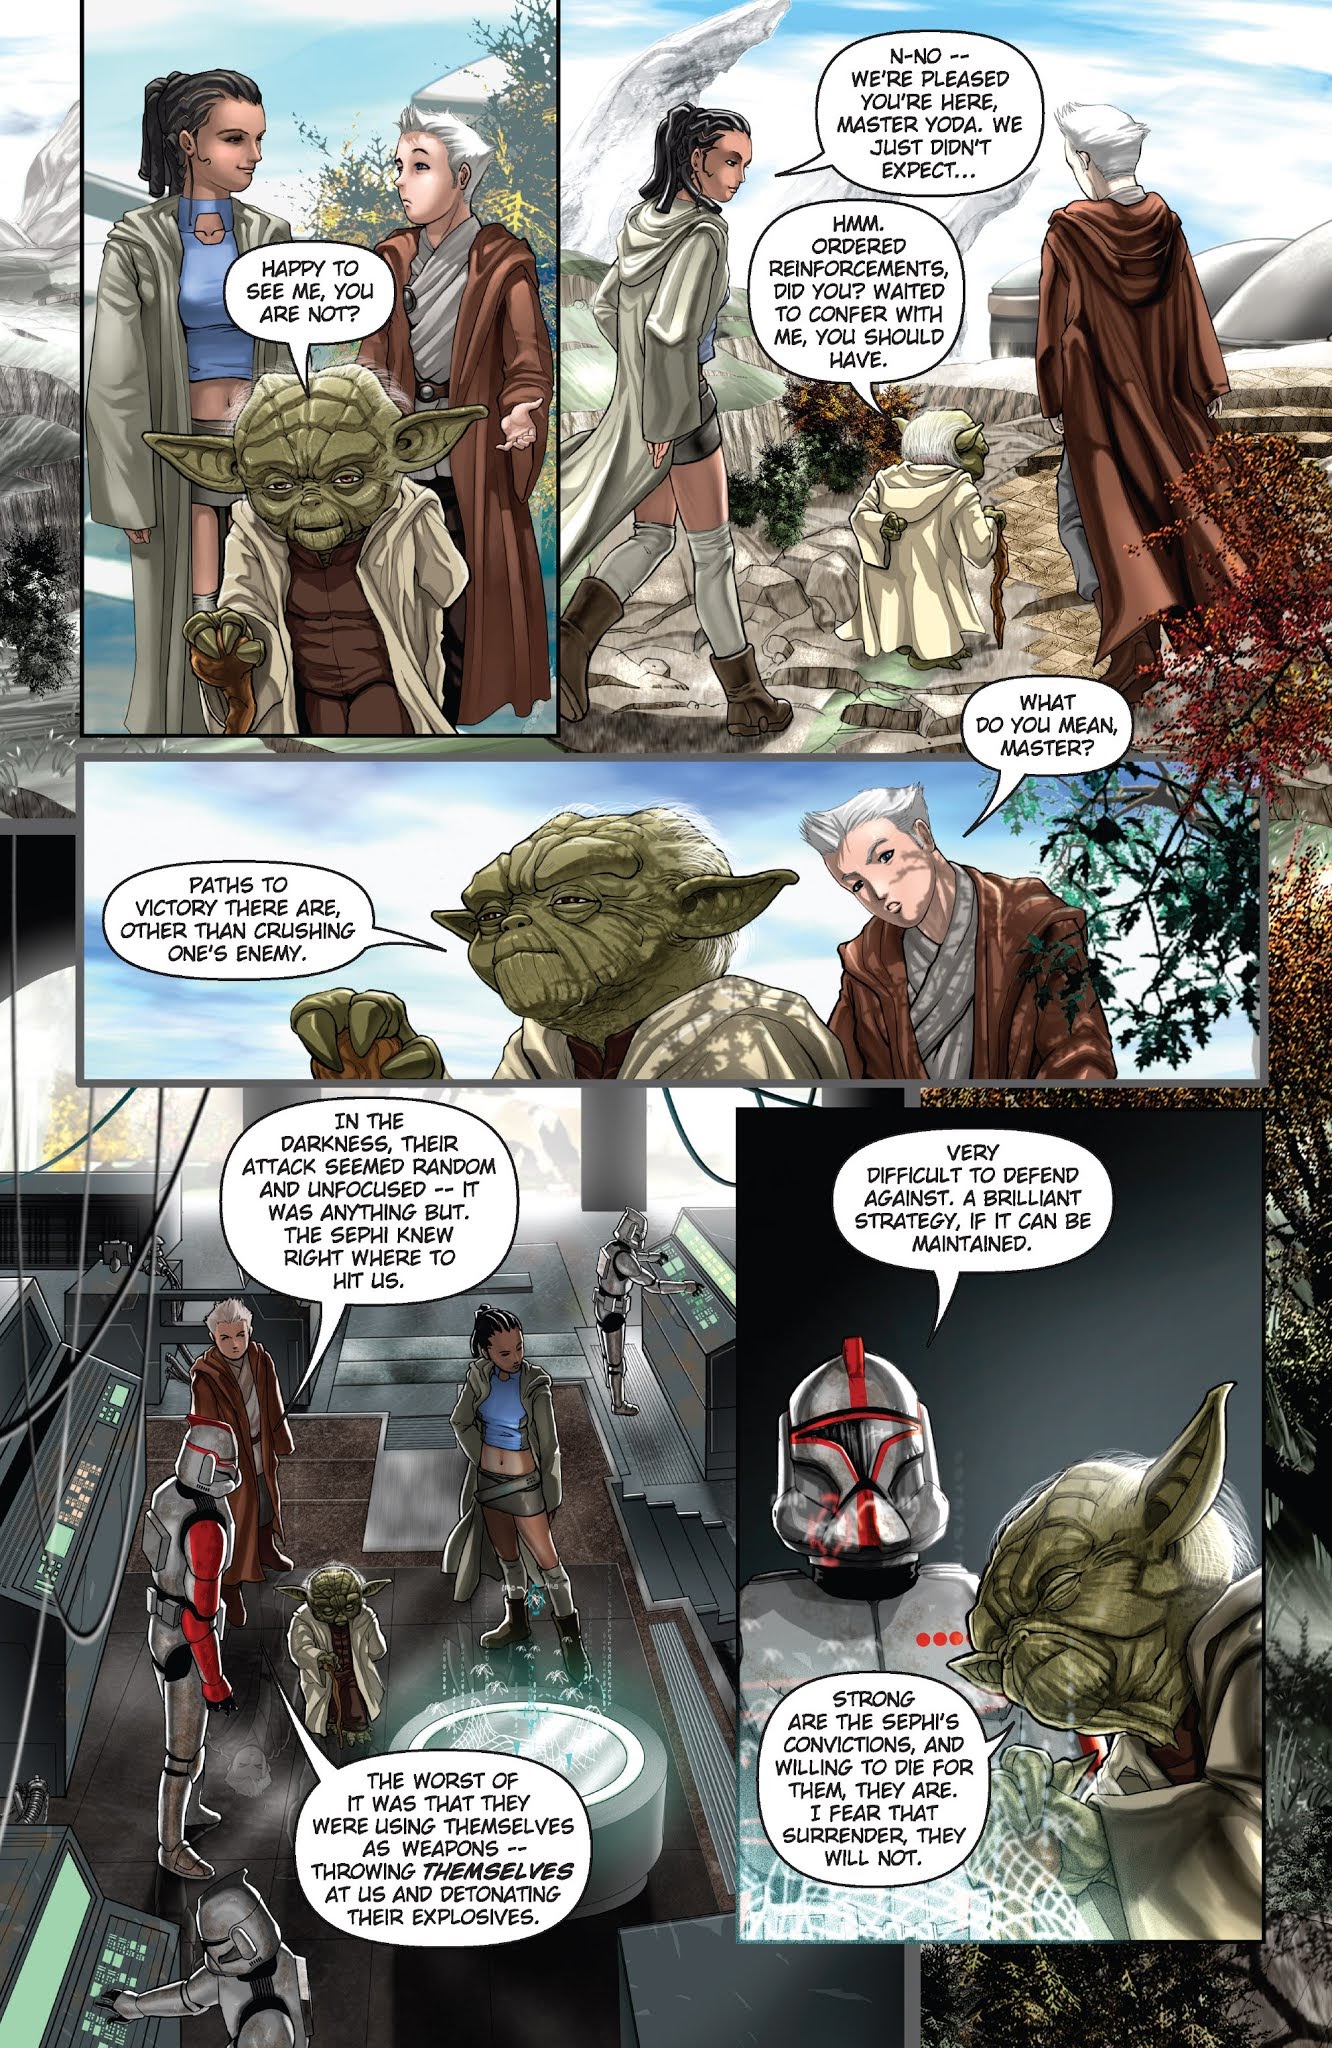 HAPPY TO
SEE ME, YOU
ARE NOT?
N-NO --
WE'RE PLEASED
YOU'RE HERE,
MASTER YODA. WE
JUST DIDN'T
EXPECT...
HMM.
ORDERED
REINFORCEMENTS,
DID YOU? WAITED
TO CONFER WITH
ME, YOU SHOULD
HAVE.
WHAT
DO YOU MEAN,
MASTER?
PATHS TO
VICTORY THERE ARE,
OTHER THAN CRUSHING
ONE'S ENEMY.
IN THE
DARKNESS, THEIR
ATTACK SEEMED RANDOM
AND UNFOCUSED -- IT
WAS ANYTHING BUT.
THE SEPHI KNEW
RIGHT WHERE TO
HIT US.
THE WORST OF
IT WAS THAT THEY
WERE USING THEMSELVES
AS WEAPONS --
THROWING THEMSELVES
AT US AND DETONATING
THEIR EXPLOSIVES.
VERY
DIFFICULT TO DEFEND
AGAINST. A BRILLIANT
STRATEGY, IF IT CAN BE
MAINTAINED.
STRONG
ARE THE SEPHI'S
CONVICTIONS, AND
WILLING TO DIE FOR
THEM, THEY ARE.
I FEAR THAT
SURRENDER, THEY
WILL NOT.